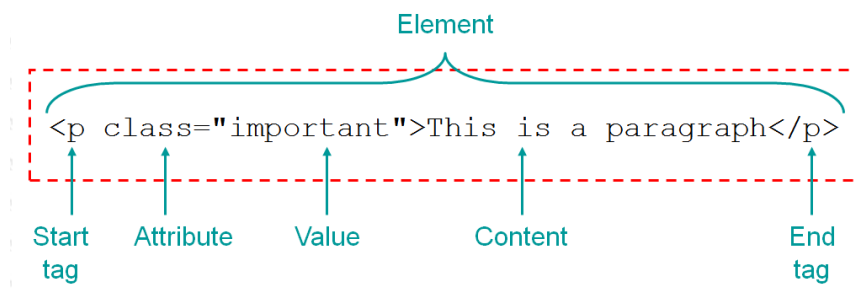 Element
<p class="important">This is a paragraph</p>
Start tag
Attribute
Value
Content
End tag